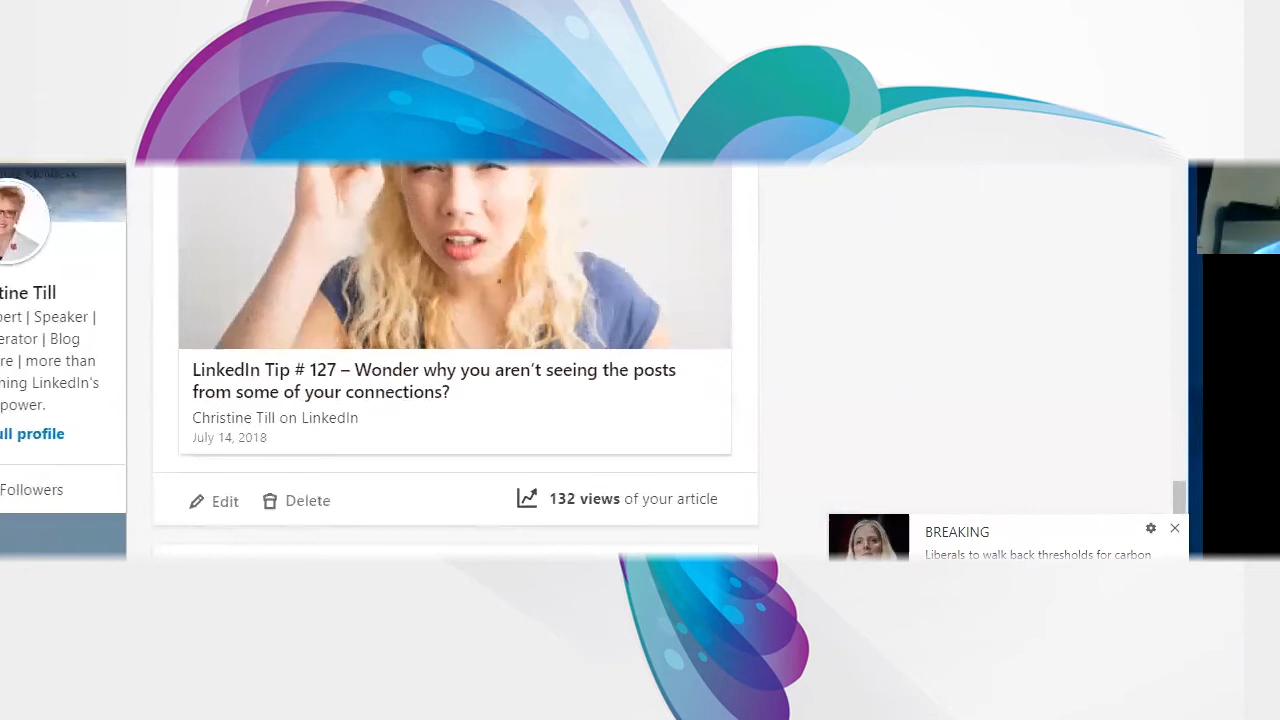 tine Till
pert | Speaker |
erator | Blog
re | more than
ning LinkedIn's
power.
ull profile
Followers
LinkedIn Tip # 127 – Wonder why you aren't seeing the posts
from some of your connections?
Christine Till on LinkedIn
July 14, 2018
Edit
Delete
132 views of your article
BREAKING
Liberals to walk back thresholds for carbon